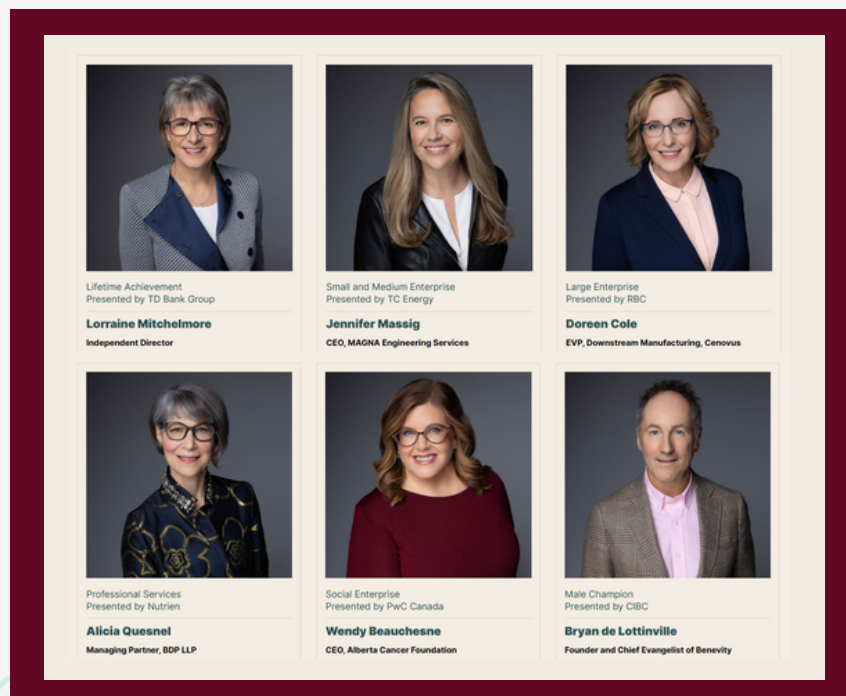 Lifetime Achievement
Presented by TD Bank Group
Lorraine Mitchelmore
Independent Director
Small and Medium Enterprise
Presented by TC Energy
Jennifer Massig
CEO, MAGNA Engineering Services
Large Enterprise
Presented by RBC
Doreen Cole
EVP, Downstream Manufacturing, Cenovus
Professional Services
Presented by Nutrien
Alicia Quesnel
Managing Partner, BDP LLP
Social Enterprise
Presented by PwC Canada
Wendy Beauchesne
CEO, Alberta Cancer Foundation
Male Champion
Presented by CIBC
Bryan de Lottinville
Founder and Chief Evangelist of Benevity